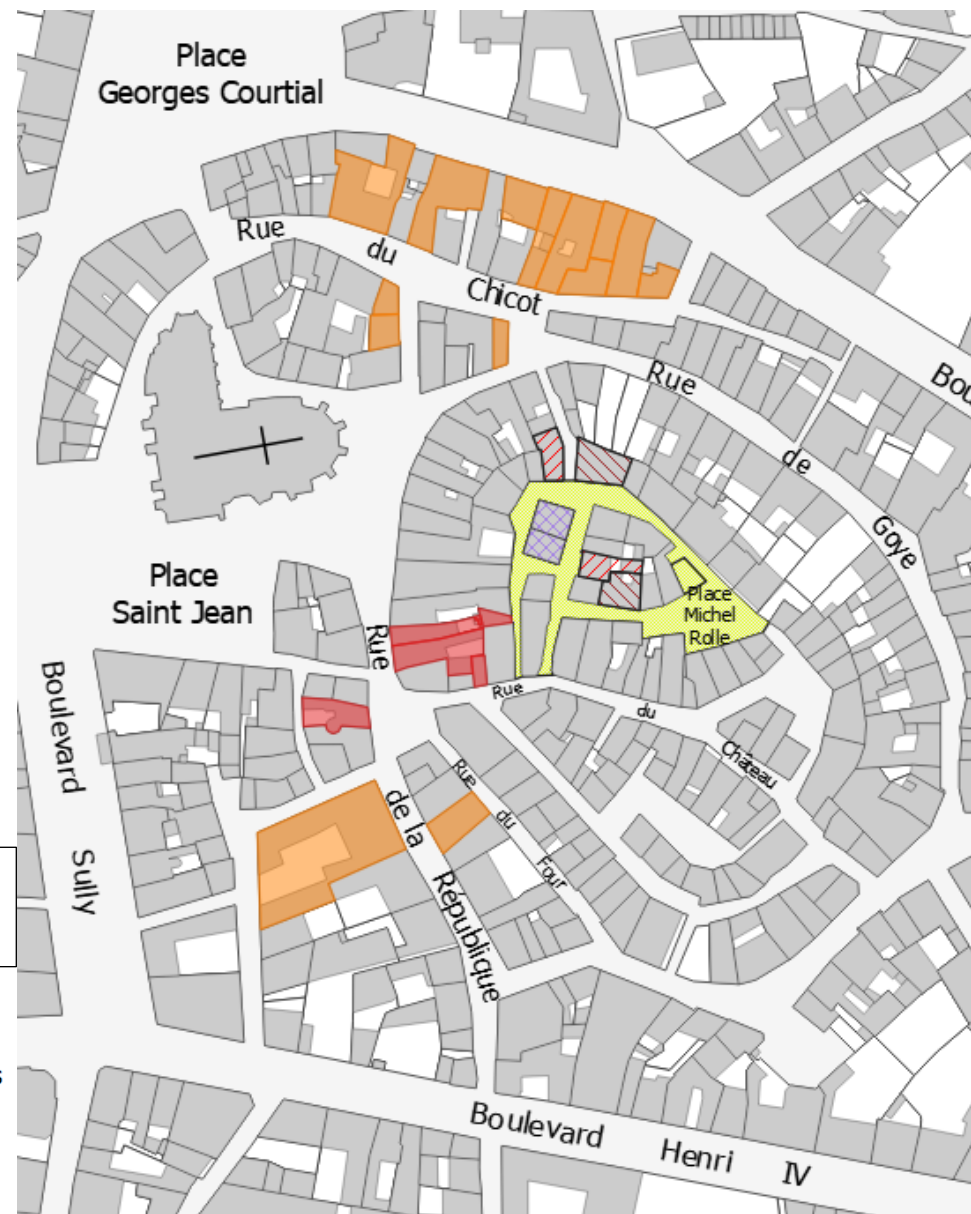 Place
Georges Courtial
Rue
du
Chicot
Rue
de
Goye
Bou
Place
Saint Jean
Rue
Place
Michel
Rolle
Rue
du
Château
Boulevard
Sully
de la
République
Rue
du
Four
s
Boulevard Henri IV